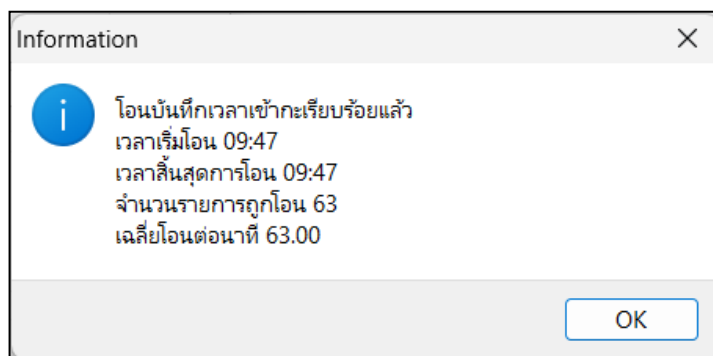 Information
โอนบันทึกเวลาเข้ากะเรียบร้อยแล้ว
เวลาเริ่มโอน 09:47
เวลาสิ้นสุดการโอน 09:47
จำนวนรายการถูกโอน 63
เฉลี่ยโอนต่อนาที 63.00
OK